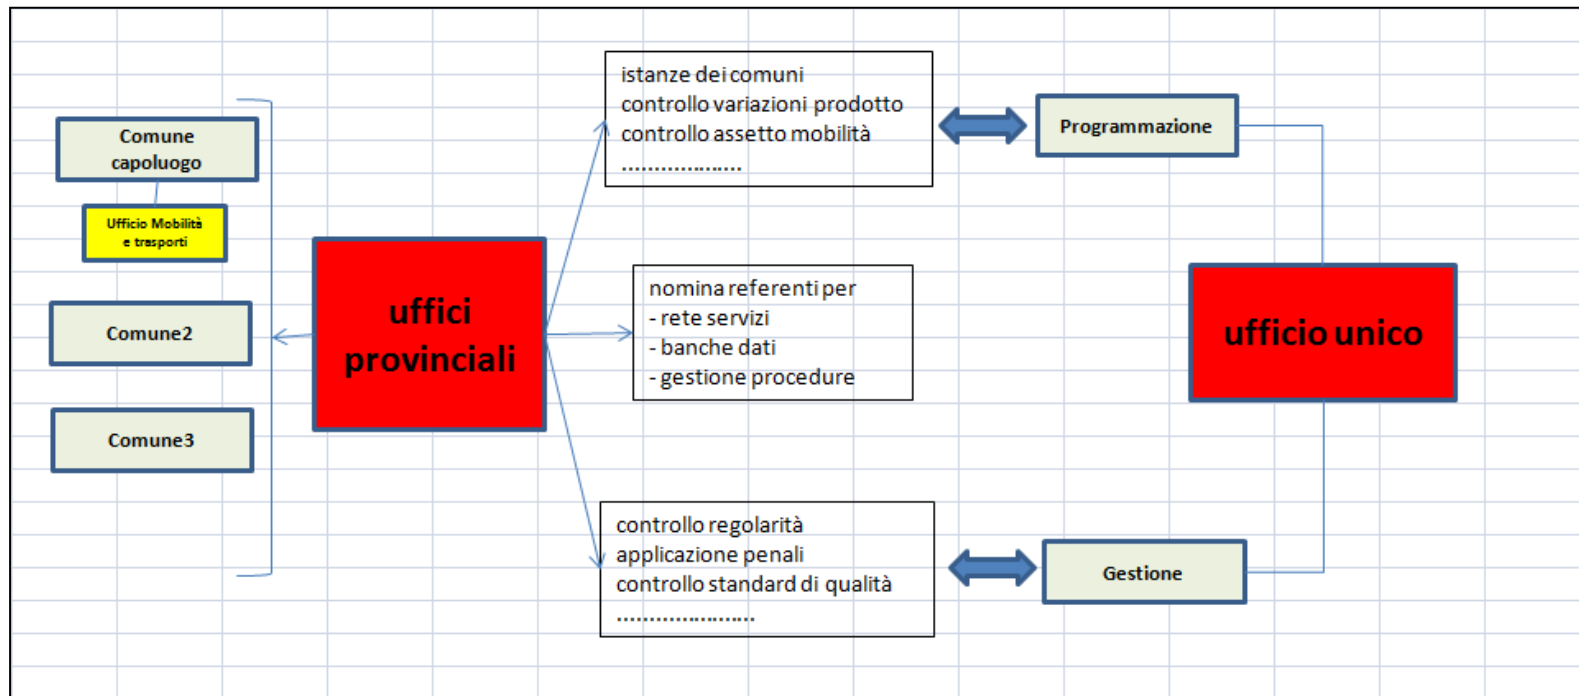 Comune
capoluogo
Ufficio Mobilità
e trasporti
Comune2
Comune3
uffici
provinciali
istanze dei comuni
controllo variazioni prodotto
controllo assetto mobilità
...................
nomina referenti per
- rete servizi
- banche dati
- gestione procedure
controllo regolarità
applicazione penali
controllo standard di qualità
.....................
Programmazione
ufficio unico
Gestione